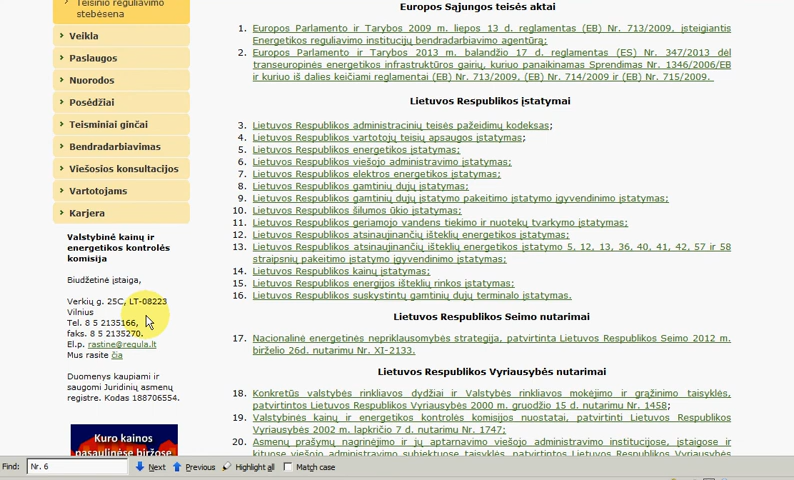 Teisinio reguliavimo
stebėsena
Veikla
Paslaugos
Nuorodos
Posėdžiai
Teisminiai ginčai
Bendradarbiavimas
Viešosios konsultacijos
Vartotojams
Karjera
Valstybinė kainų ir
energetikos kontrolės
komisija
Biudžetinė įstaiga,
Verkių g. 25C, LT-08223
Vilnius
Tel. 8 5 2135166,
faks. 8 5 2135270.
El.p. rastine@regula.lt
Mus rasite čia
Duomenys kaupiami ir
saugomi Juridinių asmenų
registre. Kodas 188706554.
Kuro kainos
pasaulinėse biržose
Europos Sąjungos teisės aktai
1. Europos Parlamento ir Tarybos 2009 m. liepos 13 d. reglamentas (EB) Nr. 713/2009, įsteigiantis
Energetikos reguliavimo institucijų bendradarbiavimo agentūrą;
2. Europos Parlamento ir Tarybos 2013 m. balandžio 17 d. reglamentas (ES) Nr. 347/2013 dėl
transeuropinės energetikos infrastruktūros gairių, kuriuo panaikinamas Sprendimas Nr. 1346/2006/EB
ir kuriuo iš dalies keičiami reglamentai (EB) Nr. 713/2009, (EB) Nr. 714/2009 ir (EB) Nr. 715/2009.
Lietuvos Respublikos įstatymai
3. Lietuvos Respublikos administracinių teisės pažeidimų kodeksas;
4. Lietuvos Respublikos vartotojų teisių apsaugos įstatymas;
5. Lietuvos Respublikos energetikos įstatymas;
6. Lietuvos Respublikos viešojo administravimo įstatymas;
7. Lietuvos Respublikos elektros energetikos įstatymas;
8. Lietuvos Respublikos gamtinių dujų įstatymas;
9. Lietuvos Respublikos gamtinių dujų įstatymo pakeitimo įstatymo įgyvendinimo įstatymas;
10. Lietuvos Respublikos šilumos ūkio įstatymas;
11. Lietuvos Respublikos geriamojo vandens tiekimo ir nuotekų tvarkymo įstatymas;
12. Lietuvos Respublikos atsinaujinančių išteklių energetikos įstatymas;
13. Lietuvos Respublikos atsinaujinančių išteklių energetikos įstatymo 5, 12, 13, 36, 40, 41, 42, 57 ir 58
straipsnių pakeitimo įstatymo įgyvendinimo įstatymas;
14. Lietuvos Respublikos kainų įstatymas;
15. Lietuvos Respublikos energijos išteklių rinkos įstatymas;
16. Lietuvos Respublikos suskystintų gamtinių dujų terminalo įstatymas.
Lietuvos Respublikos Seimo nutarimai
17. Nacionalinė energetinės nepriklausomybės strategija, patvirtinta Lietuvos Respublikos Seimo 2012 m.
birželio 26d. nutarimu Nr. XI-2133.
Lietuvos Respublikos Vyriausybės nutarimai
18. Konkretūs valstybės rinkliavos dydžiai ir Valstybės rinkliavos mokėjimo ir grąžinimo taisyklės,
patvirtintos Lietuvos Respublikos Vyriausybės 2000 m. gruodžio 15 d. nutarimu Nr. 1458;
19. Valstybinės kainų ir energetikos kontrolės komisijos nuostatai, patvirtinti Lietuvos Respublikos
Vyriausybės 2002 m. lapkričio 7 d. nutarimu Nr. 1747;
20. Asmenų prašymų nagrinėjimo ir jų aptarnavimo viešojo administravimo institucijose, įstaigose ir
kituose viešojo administravimo subjektuose taisyklės, patvirtintos Lietuvos Respublikos Vyriausybės
Find: Nr. 6 Next Previous Highlight all Match case